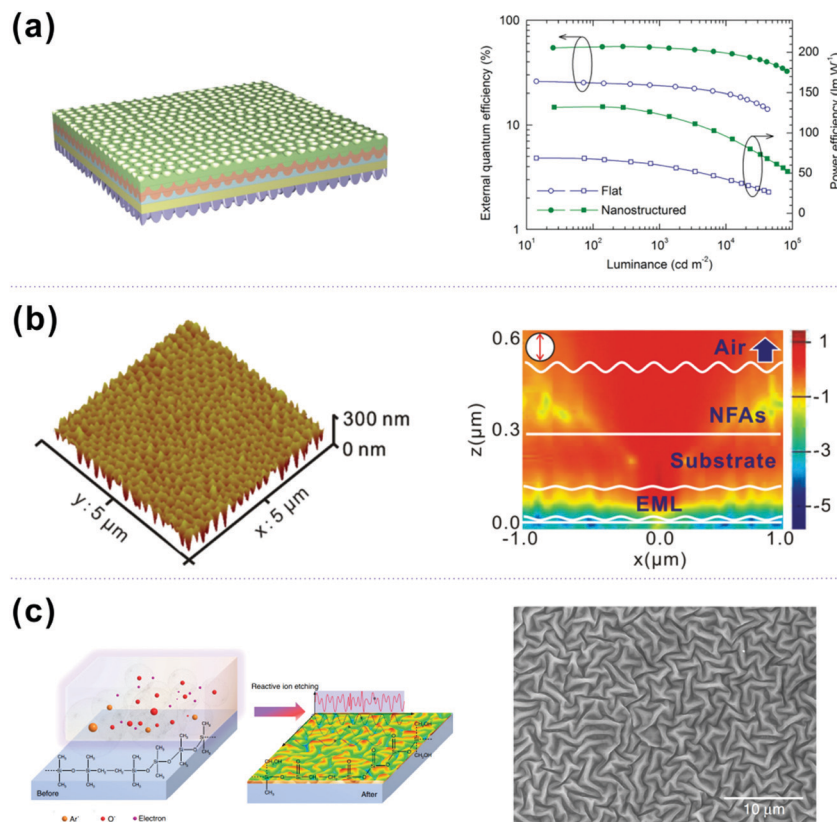 (a)
100
10
1
External quantum efficiency (%)
200
150
100
50
0
Power efficiency (lm W⁻¹)
Flat
Nanostructured
10¹ 10² 10³ 10⁴ 10⁵
Luminance (cd m⁻²)
(b)
300 nm
0 nm
y: 5 μm
x: 5 μm
0.6
0.3
0.0
z(μm)
Air
NFAs
Substrate
EML
-1.0 0.0 1.0
x(μm)
1
-1
-3
-5
(c)
Reactive ion etching
Before
After
Ar⁺ O⁻ Electron
10 μm